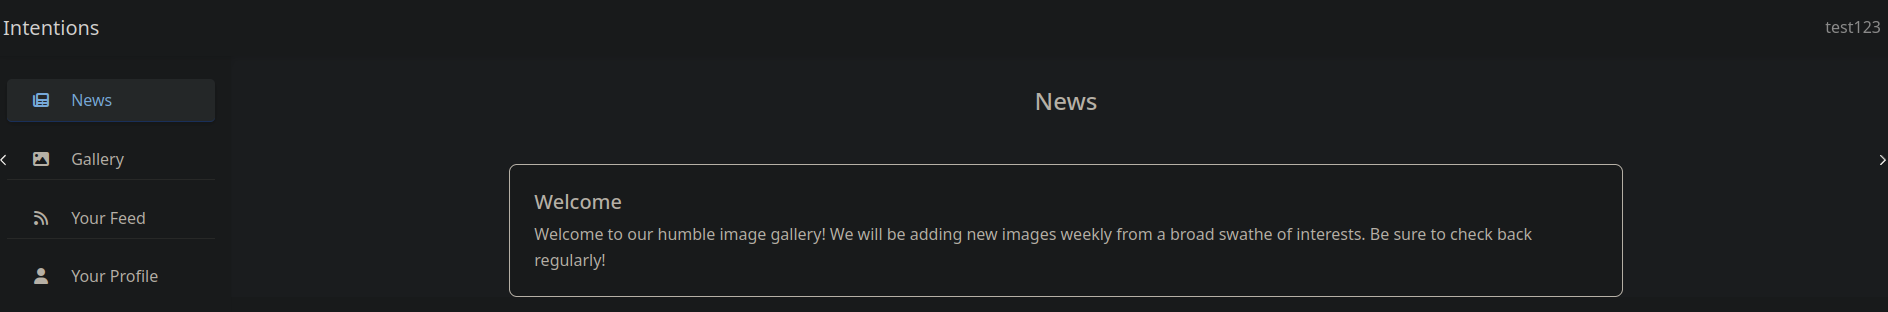 Intentions
test123
News
Gallery
Your Feed
Your Profile
News
Welcome
Welcome to our humble image gallery! We will be adding new images weekly from a broad swathe of interests. Be sure to check back
regularly!